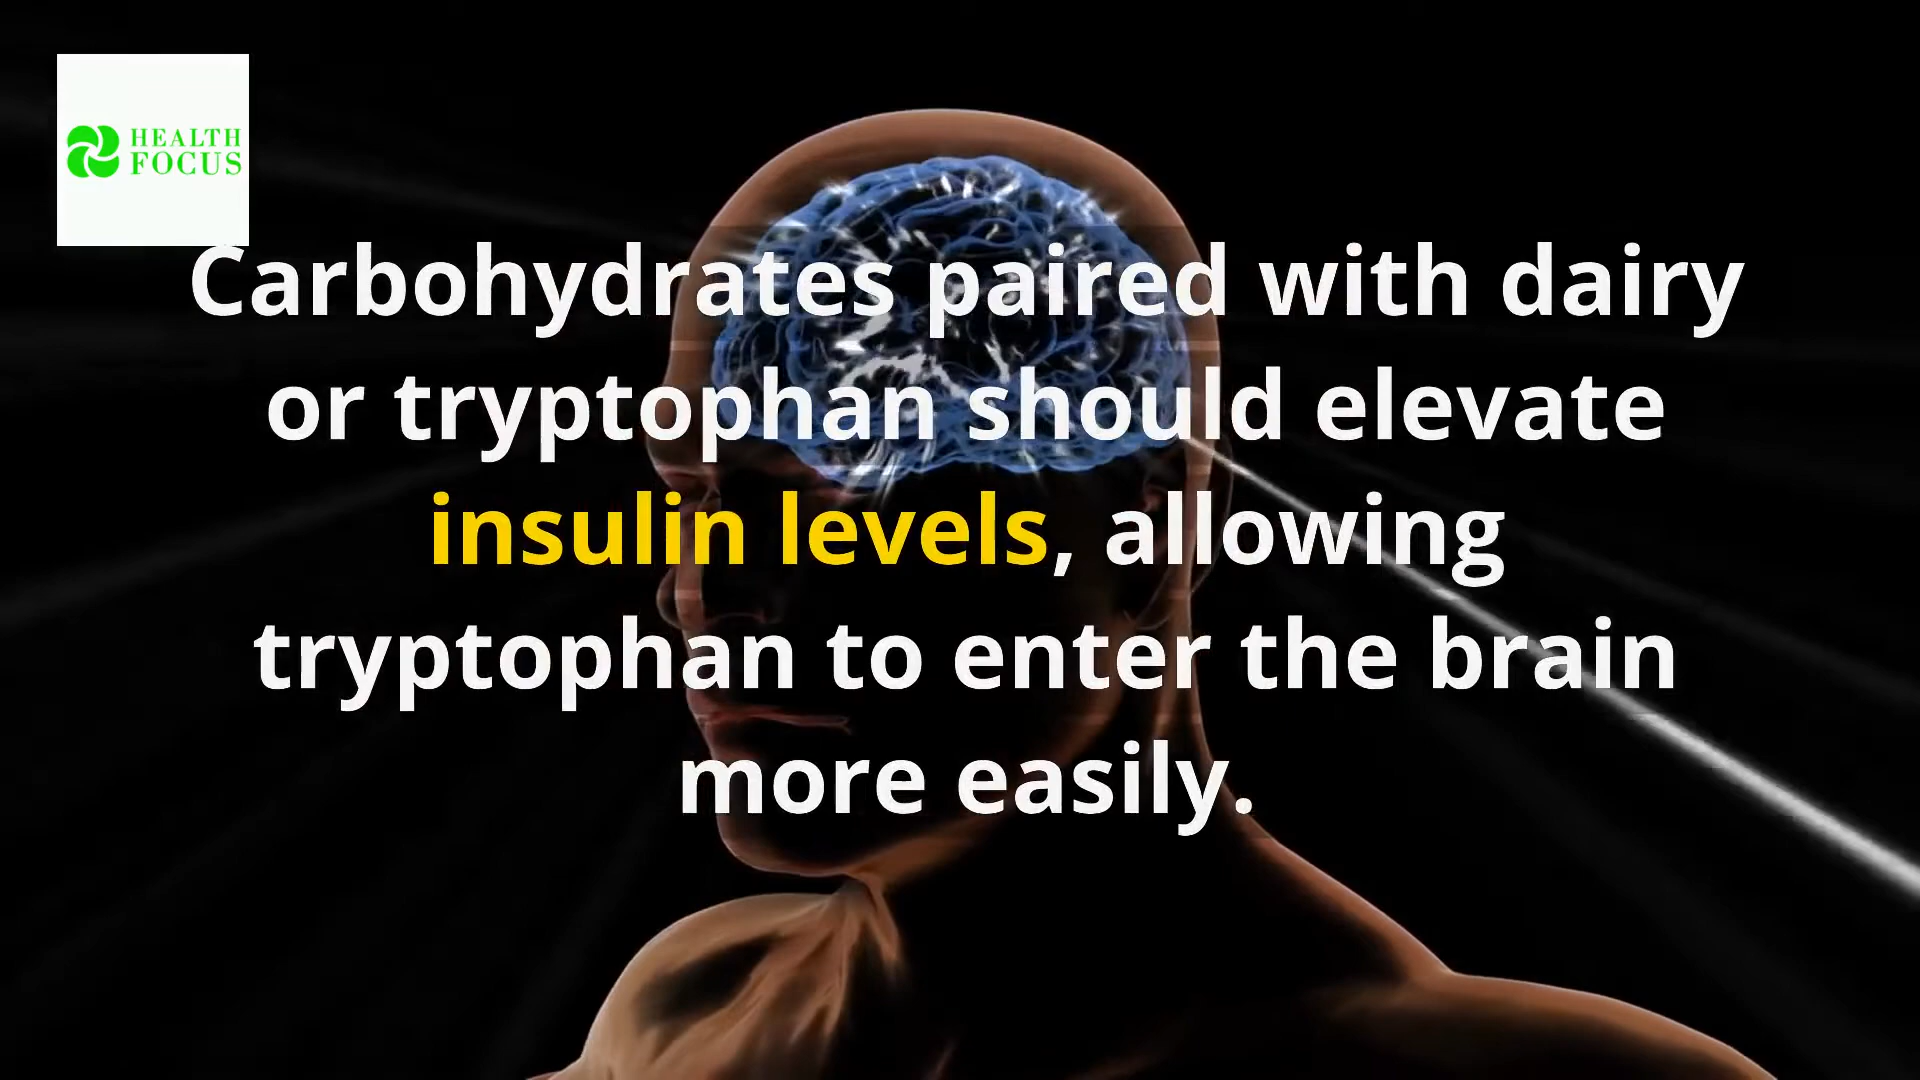 HEALTH
FOCUS
Carbohydrates paired with dairy
or tryptophan should elevate
insulin levels, allowing
tryptophan to enter the brain
more easily.